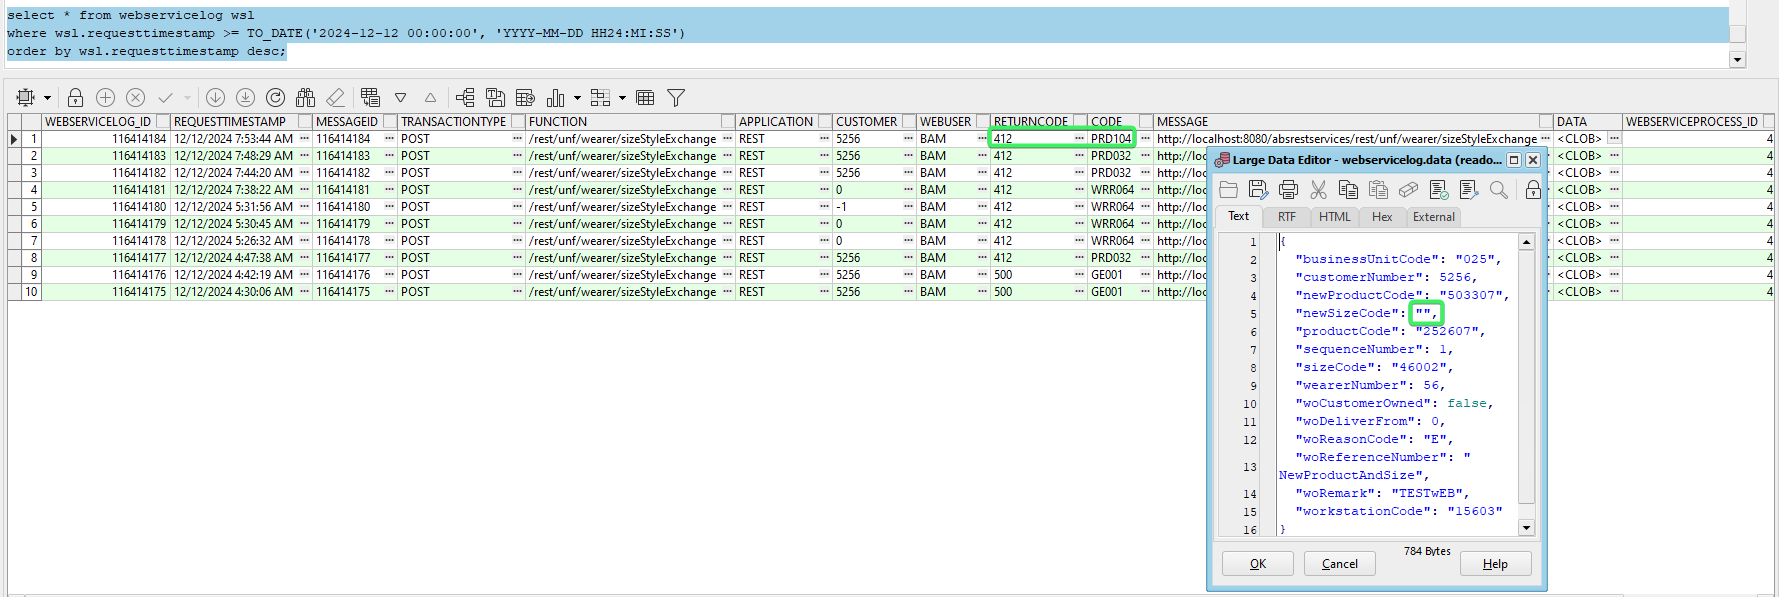 select * from webservicelog wsl
where wsl.requesttimestamp >= TO_DATE('2024-12-12 00:00:00', 'YYYY-MM-DD HH24:MI:SS')
order by wsl.requesttimestamp desc;
WEBSERVICELOG_ID REQUESTTIMESTAMP MESSAGEID TRANSACTIONTYPE FUNCTION APPLICATION CUSTOMER WEBUSER RETURNCODE CODE MESSAGE DATA WEBSERVICEPROCESS_ID
1 116414184 12/12/2024 7:53:44 AM 116414184 POST /rest/unf/wearer/sizeStyleExchange REST 5256 BAM 412 PRD104 http://localhost:8080/absrestservices/rest/unf/wearer/sizeStyleExchange <CLOB> 4
2 116414183 12/12/2024 7:48:29 AM 116414183 POST /rest/unf/wearer/sizeStyleExchange REST 5256 BAM 412 PRD032 http://loc <CLOB> 4
3 116414182 12/12/2024 7:44:20 AM 116414182 POST /rest/unf/wearer/sizeStyleExchange REST 5256 BAM 412 PRD032 http://loc <CLOB> 4
4 116414181 12/12/2024 7:38:22 AM 116414181 POST /rest/unf/wearer/sizeStyleExchange REST 0 BAM 412 WRR064 http://loc <CLOB> 4
5 116414180 12/12/2024 5:31:56 AM 116414180 POST /rest/unf/wearer/sizeStyleExchange REST -1 BAM 412 WRR064 http://loc <CLOB> 4
6 116414179 12/12/2024 5:30:45 AM 116414179 POST /rest/unf/wearer/sizeStyleExchange REST 0 BAM 412 WRR064 http://loc <CLOB> 4
7 116414178 12/12/2024 5:26:32 AM 116414178 POST /rest/unf/wearer/sizeStyleExchange REST 0 BAM 412 WRR064 http://loc <CLOB> 4
8 116414177 12/12/2024 4:47:38 AM 116414177 POST /rest/unf/wearer/sizeStyleExchange REST 5256 BAM 412 PRD032 http://loc <CLOB> 4
9 116414176 12/12/2024 4:42:19 AM 116414176 POST /rest/unf/wearer/sizeStyleExchange REST 5256 BAM 500 GE001 http://loc <CLOB> 4
10 116414175 12/12/2024 4:30:06 AM 116414175 POST /rest/unf/wearer/sizeStyleExchange REST 5256 BAM 500 GE001 http://loc <CLOB> 4
Large Data Editor - webservicelog.data (reado...
Text RTF HTML Hex External
1 {
2 "businessUnitCode": "025",
3 "customerNumber": 5256,
4 "newProductCode": "503307",
5 "newSizeCode": "",
6 "productCode": "252607",
7 "sequenceNumber": 1,
8 "sizeCode": "46002",
9 "wearerNumber": 56,
10 "woCustomerOwned": false,
11 "woDeliverFrom": 0,
12 "woReasonCode": "E",
13 "woReferenceNumber": "
NewProductAndSize",
14 "woRemark": "TESTwEB",
15 "workstationCode": "15603"
16 }
784 Bytes
OK Cancel Help